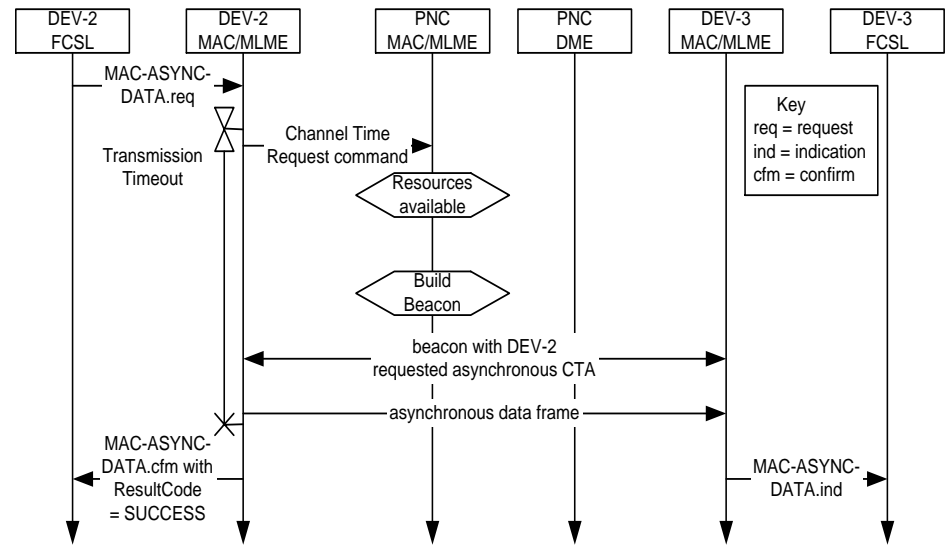 DEV-2
FCSL
DEV-2
MAC/MLME
PNC
MAC/MLME
PNC
DME
DEV-3
MAC/MLME
DEV-3
FCSL
MAC-ASYNC-
DATA.req
Key
req = request
ind = indication
cfm = confirm
Channel Time
Request command
Transmission
Timeout
Resources
available
Build
Beacon
beacon with DEV-2
requested asynchronous CTA
asynchronous data frame
MAC-ASYNC-
DATA.cfm with
ResultCode
= SUCCESS
MAC-ASYNC-
DATA.ind